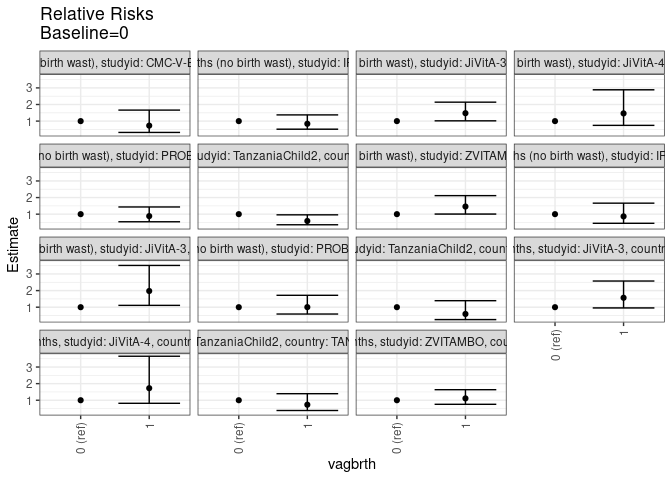 Relative Risks
Baseline=0
birth wast), studyid: CMC-V-
ths (no birth wast), studyid:
birth wast), studyid: JiVitA-3
birth wast), studyid: JiVitA-4
3
2
1
no birth wast), studyid: PROB
udyid: TanzaniaChild2, coun
birth wast), studyid: ZVITAM
hs (no birth wast), studyid:
3
2
1
birth wast), studyid: JiVitA-3,
no birth wast), studyid: PROB
udyid: TanzaniaChild2, coun
nths, studyid: JiVitA-3, countr
3
2
1
nths, studyid: JiVitA-4, countr
TanzaniaChild2, country: TAN
nths, studyid: ZVITAMBO, cou
3
2
1
0 (ref)
1
0 (ref)
1
0 (ref)
1
0 (ref)
1
Estimate
vagbrth